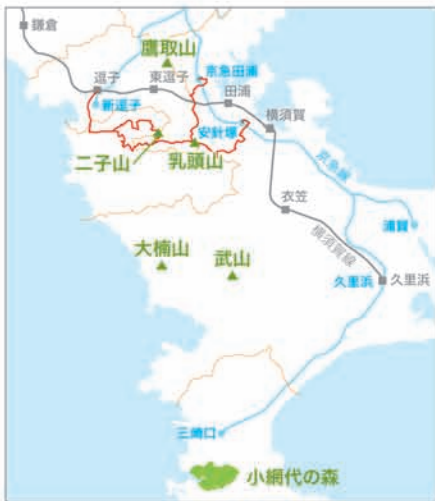 鎌倉
鷹取山
京急田浦
逗子
東逗子
田浦
新逗子
安針塚
横須賀
二子山
乳頭山
京急線
衣笠
浦賀
大楠山
武山
横須賀線
久里浜
久里浜
三崎口
小網代の森